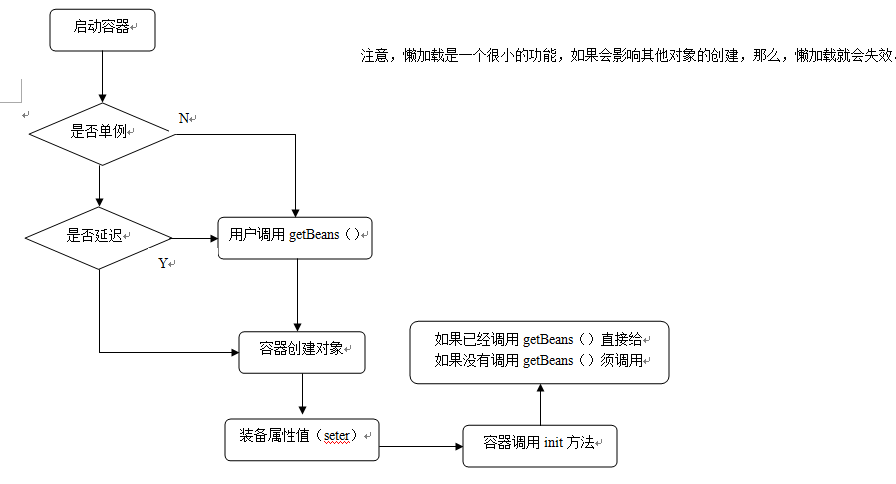 启动容器
注意，懒加载是一个很小的功能，如果会影响其他对象的创建，那么，懒加载就会失效
是否单例
N
是否延迟
用户调用 getBeans（）
Y
容器创建对象
如果已经调用 getBeans（）直接给
如果没有调用 getBeans（）须调用
装备属性值（seter）
容器调用 init 方法